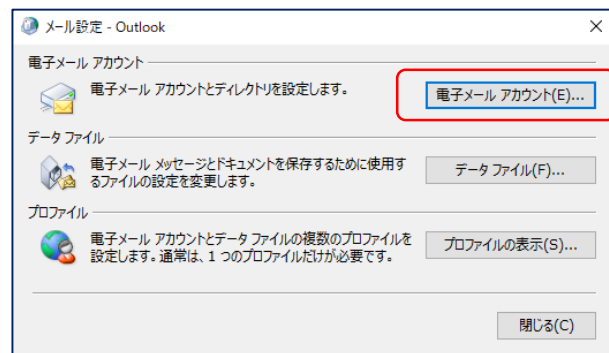 メール設定 - Outlook
電子メール アカウント
電子メール アカウントとディレクトリを設定します。
電子メール アカウント(E)...
データ ファイル
電子メール メッセージとドキュメントを保存するために使用す
るファイルの設定を変更します。
データ ファイル(F)...
プロファイル
電子メール アカウントとデータ ファイルの複数のプロファイルを
設定します。通常は、1 つのプロファイルだけが必要です。
プロファイルの表示(S)...
閉じる(C)